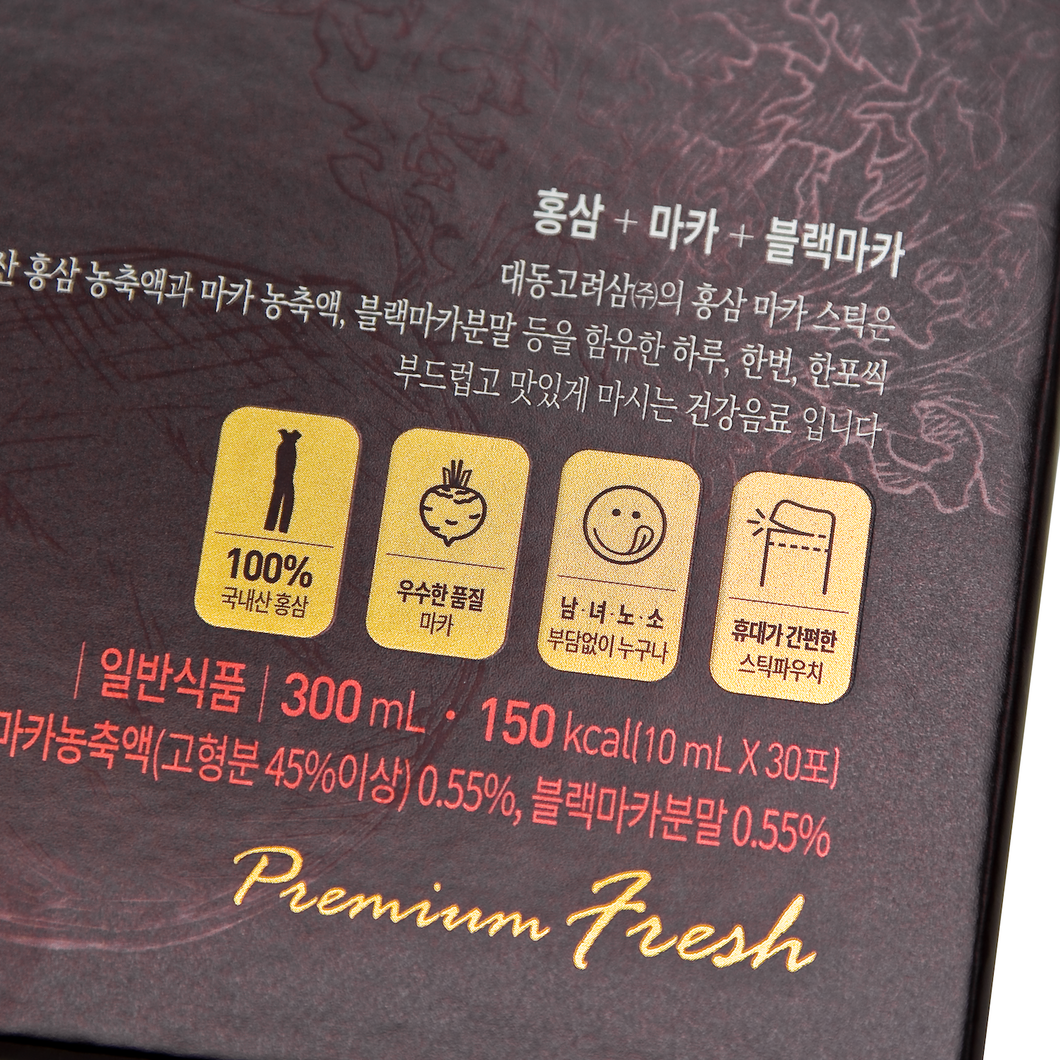 홍삼 + 마카 + 블랙마카
대동고려삼(주)의 홍삼 마카 스틱은
산 홍삼 농축액과 마카 농축액, 블랙마카분말 등을 함유한 하루, 한번, 한포씩
부드럽고 맛있게 마시는 건강음료 입니다
100%
국내산 홍삼
우수한 품질
마카
남·녀·노·소
부담없이 누구나
휴대가 간편한
스틱파우치
| 일반식품 | 300 mL · 150 kcal(10 mL X 30포)
마카농축액(고형분 45%이상) 0.55%, 블랙마카분말 0.55%
Premium Fresh